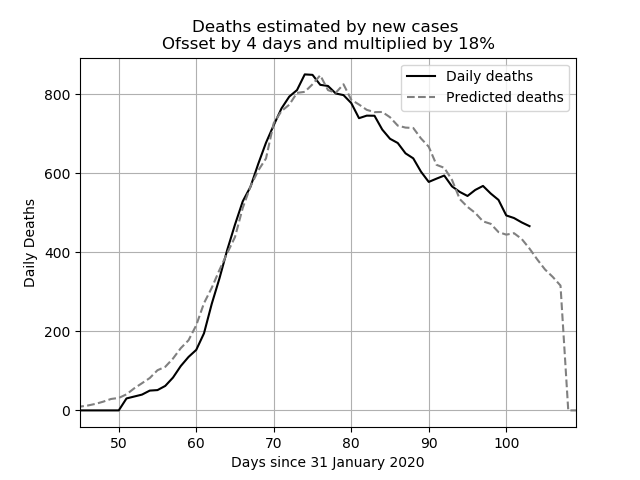 Deaths estimated by new cases
Ofsset by 4 days and multiplied by 18%
Daily deaths
Predicted deaths
Daily Deaths
800
600
400
200
0
50 60 70 80 90 100
Days since 31 January 2020